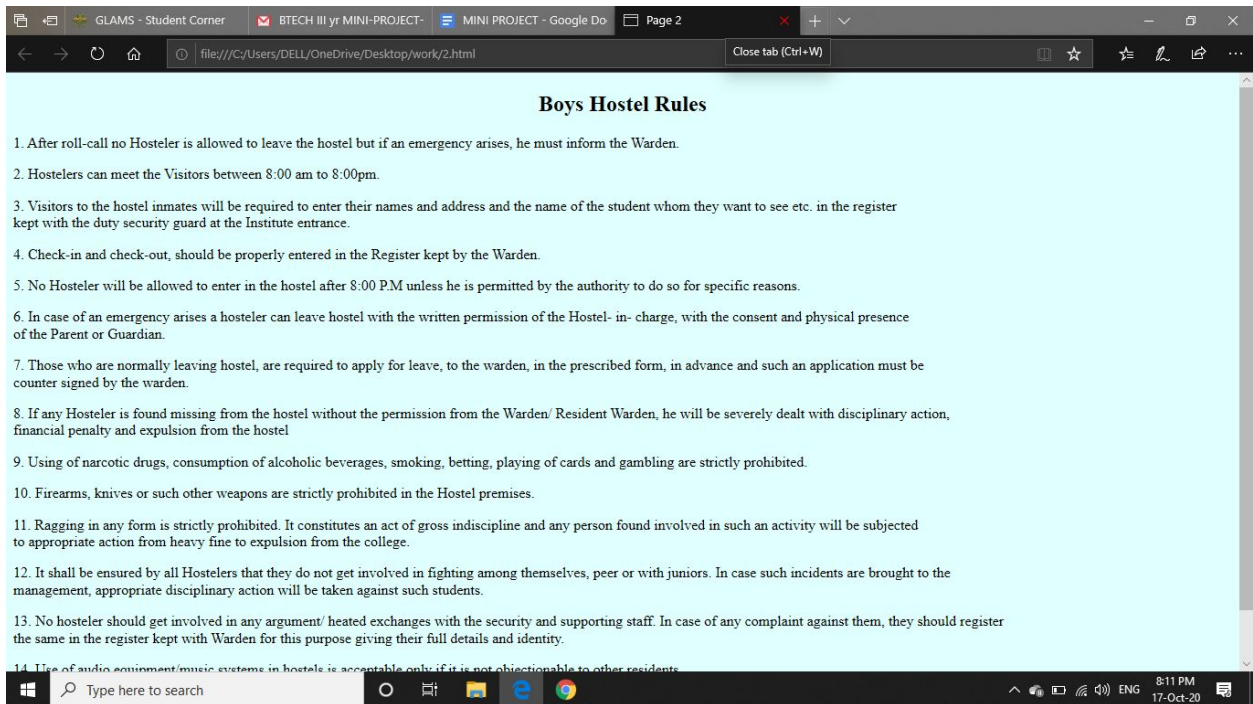 GLAMS - Student Corner
BTECH III yr MINI-PROJECT-
MINI PROJECT - Google Do
Page 2
file:///C:/Users/DELL/OneDrive/Desktop/work/2.html
Close tab (Ctrl+W)
Boys Hostel Rules
1. After roll-call no Hosteler is allowed to leave the hostel but if an emergency arises, he must inform the Warden.
2. Hostelers can meet the Visitors between 8:00 am to 8:00pm.
3. Visitors to the hostel inmates will be required to enter their names and address and the name of the student whom they want to see etc. in the register
kept with the duty security guard at the Institute entrance.
4. Check-in and check-out, should be properly entered in the Register kept by the Warden.
5. No Hosteler will be allowed to enter in the hostel after 8:00 P.M unless he is permitted by the authority to do so for specific reasons.
6. In case of an emergency arises a hosteler can leave hostel with the written permission of the Hostel- in- charge, with the consent and physical presence
of the Parent or Guardian.
7. Those who are normally leaving hostel, are required to apply for leave, to the warden, in the prescribed form, in advance and such an application must be
counter signed by the warden.
8. If any Hosteler is found missing from the hostel without the permission from the Warden/ Resident Warden, he will be severely dealt with disciplinary action,
financial penalty and expulsion from the hostel
9. Using of narcotic drugs, consumption of alcoholic beverages, smoking, betting, playing of cards and gambling are strictly prohibited.
10. Firearms, knives or such other weapons are strictly prohibited in the Hostel premises.
11. Ragging in any form is strictly prohibited. It constitutes an act of gross indiscipline and any person found involved in such an activity will be subjected
to appropriate action from heavy fine to expulsion from the college.
12. It shall be ensured by all Hostelers that they do not get involved in fighting among themselves, peer or with juniors. In case such incidents are brought to the
management, appropriate disciplinary action will be taken against such students.
13. No hosteler should get involved in any argument/ heated exchanges with the security and supporting staff. In case of any complaint against them, they should register
the same in the register kept with Warden for this purpose giving their full details and identity.
14. Use of audio equipment/music systems in hostels is acceptable only if it is not objectionable to other residents
Type here to search
ENG
8:11 PM
17-Oct-20